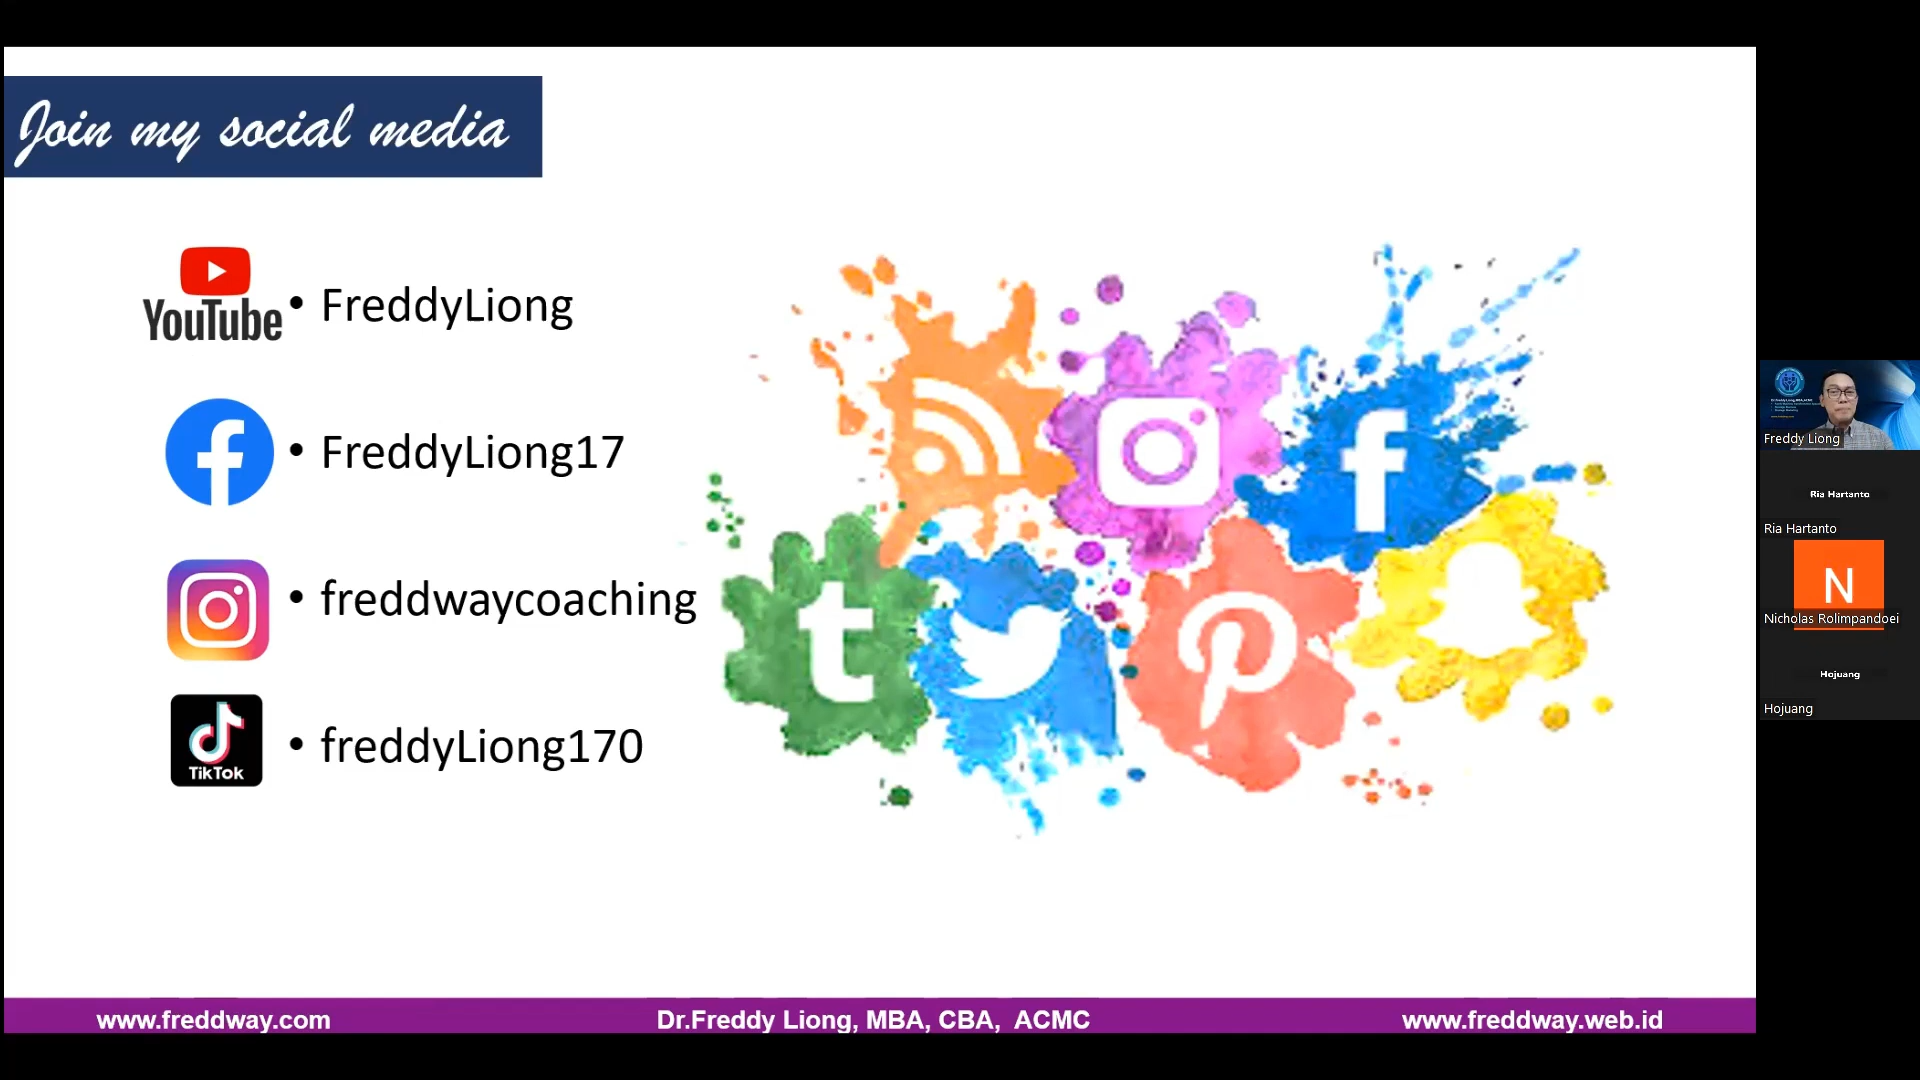 Join my social media
YouTube
• FreddyLiong
• FreddyLiong17
• freddwaycoaching
TikTok
• freddyLiong170
www.freddway.com
Dr.Freddy Liong, MBA, CBA, ACMC
www.freddway.web.id
Freddy Liong
Ria Hartanto
Ria Hartanto
N
Nicholas Rolimpandoei
Hojuang
Hojuang